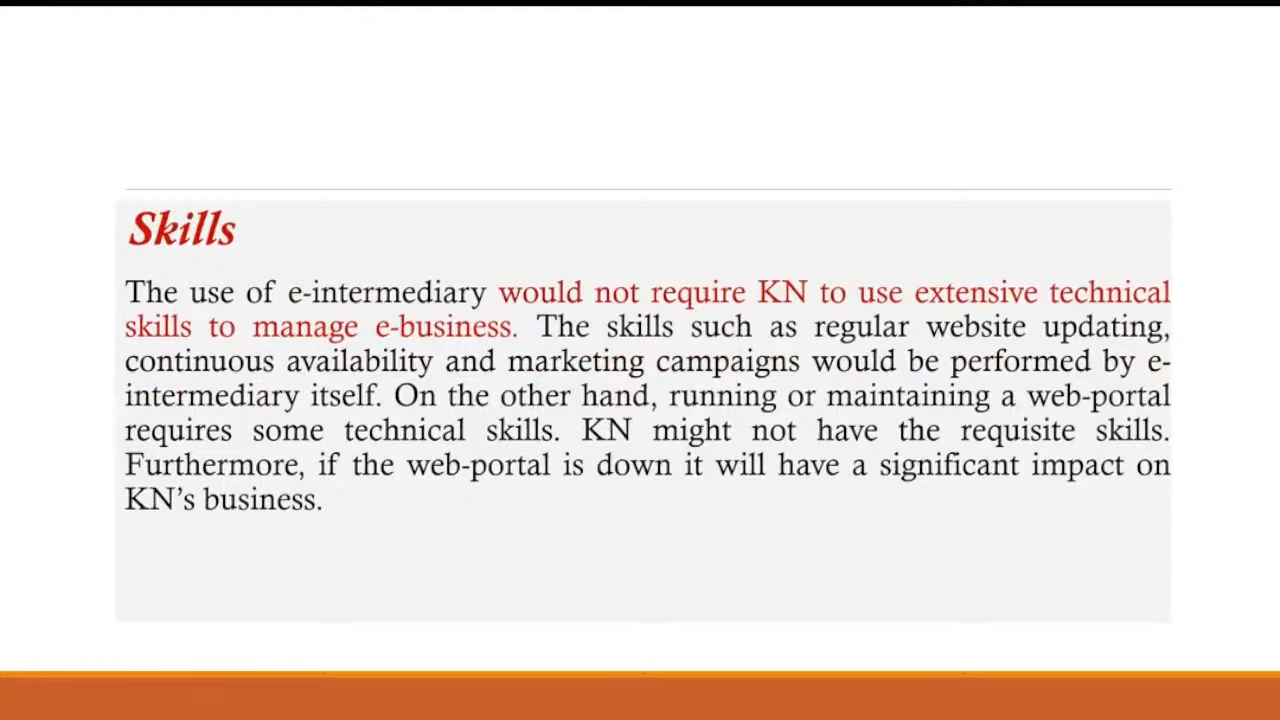 Skills
The use of e-intermediary would not require KN to use extensive technical
skills to manage e-business. The skills such as regular website updating,
continuous availability and marketing campaigns would be performed by e-
intermediary itself. On the other hand, running or maintaining a web-portal
requires some technical skills. KN might not have the requisite skills.
Furthermore, if the web-portal is down it will have a significant impact on
KN’s business.